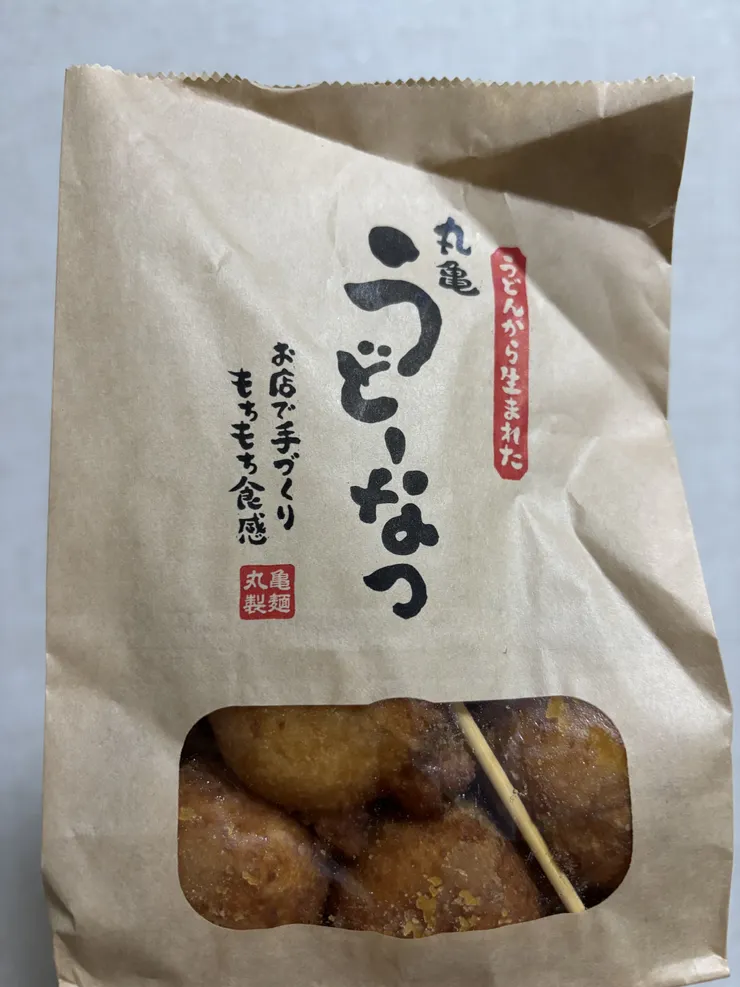 うどんから生まれた
丸亀
うどーなつ
お店で手づくり
もちもち食感
丸亀
製麺